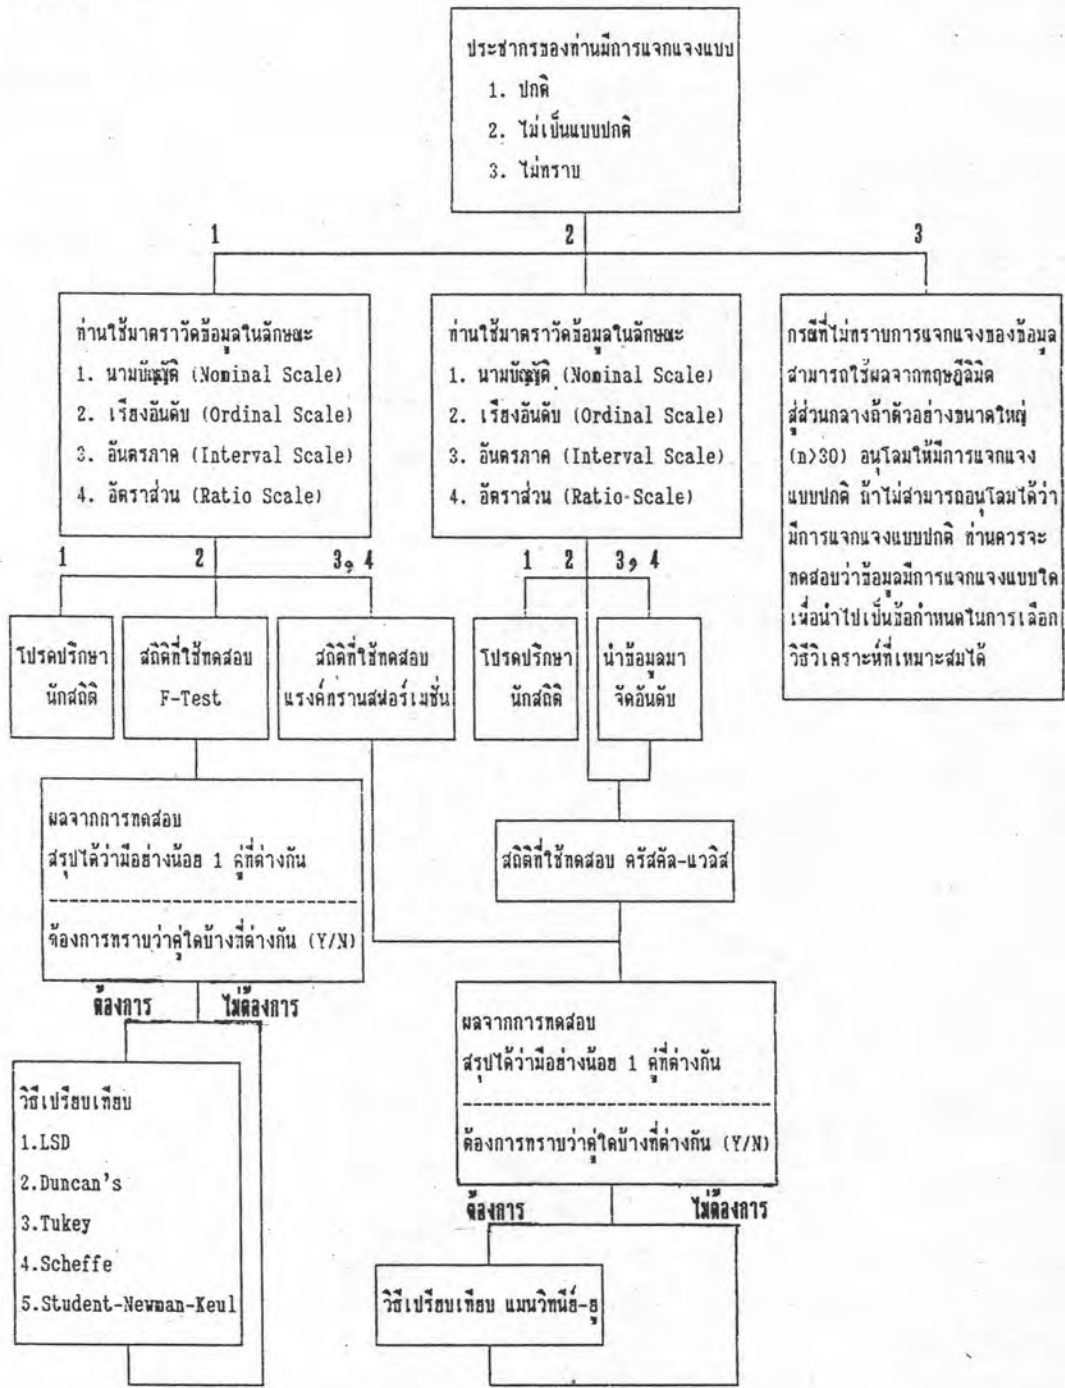 ประชากรของท่านมีการแจกแจงแบบ
1. ปกติ
2. ไม่เป็นแบบปกติ
3. ไม่ทราบ
1
2
3
ท่านใช้มาตราวัดข้อมูลในลักษณะ
1. นามบัญญัติ (Nominal Scale)
2. เรียงอันดับ (Ordinal Scale)
3. อันตรภาค (Interval Scale)
4. อัตราส่วน (Ratio Scale)
ท่านใช้มาตราวัดข้อมูลในลักษณะ
1. นามบัญญัติ (Nominal Scale)
2. เรียงอันดับ (Ordinal Scale)
3. อันตรภาค (Interval Scale)
4. อัตราส่วน (Ratio Scale)
กรณีที่ไม่ทราบการแจกแจงของข้อมูล
สามารถใช้ผลจากทฤษฎีลิมิต
สู่ส่วนกลางถ้าตัวอย่างขนาดใหญ่
(n>30) อนุโลมให้มีการแจกแจง
แบบปกติ ถ้าไม่สามารถอนุโลมได้ว่า
มีการแจกแจงแบบปกติ ท่านควรจะ
ทดสอบว่าข้อมูลมีการแจกแจงแบบใด
เพื่อนำไปเป็นข้อกำหนดในการเลือก
วิธีวิเคราะห์ที่เหมาะสมได้
1
2
3, 4
1
2
3, 4
โปรดปรึกษา
นักสถิติ
สถิติที่ใช้ทดสอบ
F-Test
สถิติที่ใช้ทดสอบ
แรงค์ทรานสฟอร์เมชั่น
โปรดปรึกษา
นักสถิติ
นำข้อมูลมา
จัดอันดับ
ผลจากการทดสอบ
สรุปได้ว่ามีอย่างน้อย 1 คู่ที่ต่างกัน
ต้องการทราบว่าคู่ใดบ้างที่ต่างกัน (Y/N)
ต้องการ
ไม่ต้องการ
สถิติที่ใช้ทดสอบ ครัสคัล-แวลิส
ผลจากการทดสอบ
สรุปได้ว่ามีอย่างน้อย 1 คู่ที่ต่างกัน
ต้องการทราบว่าคู่ใดบ้างที่ต่างกัน (Y/N)
ต้องการ
ไม่ต้องการ
วิธีเปรียบเทียบ
1.LSD
2.Duncan's
3.Tukey
4.Scheffe
5.Student-Newman-Keul
วิธีเปรียบเทียบ แมนวิทนีย์-ยู